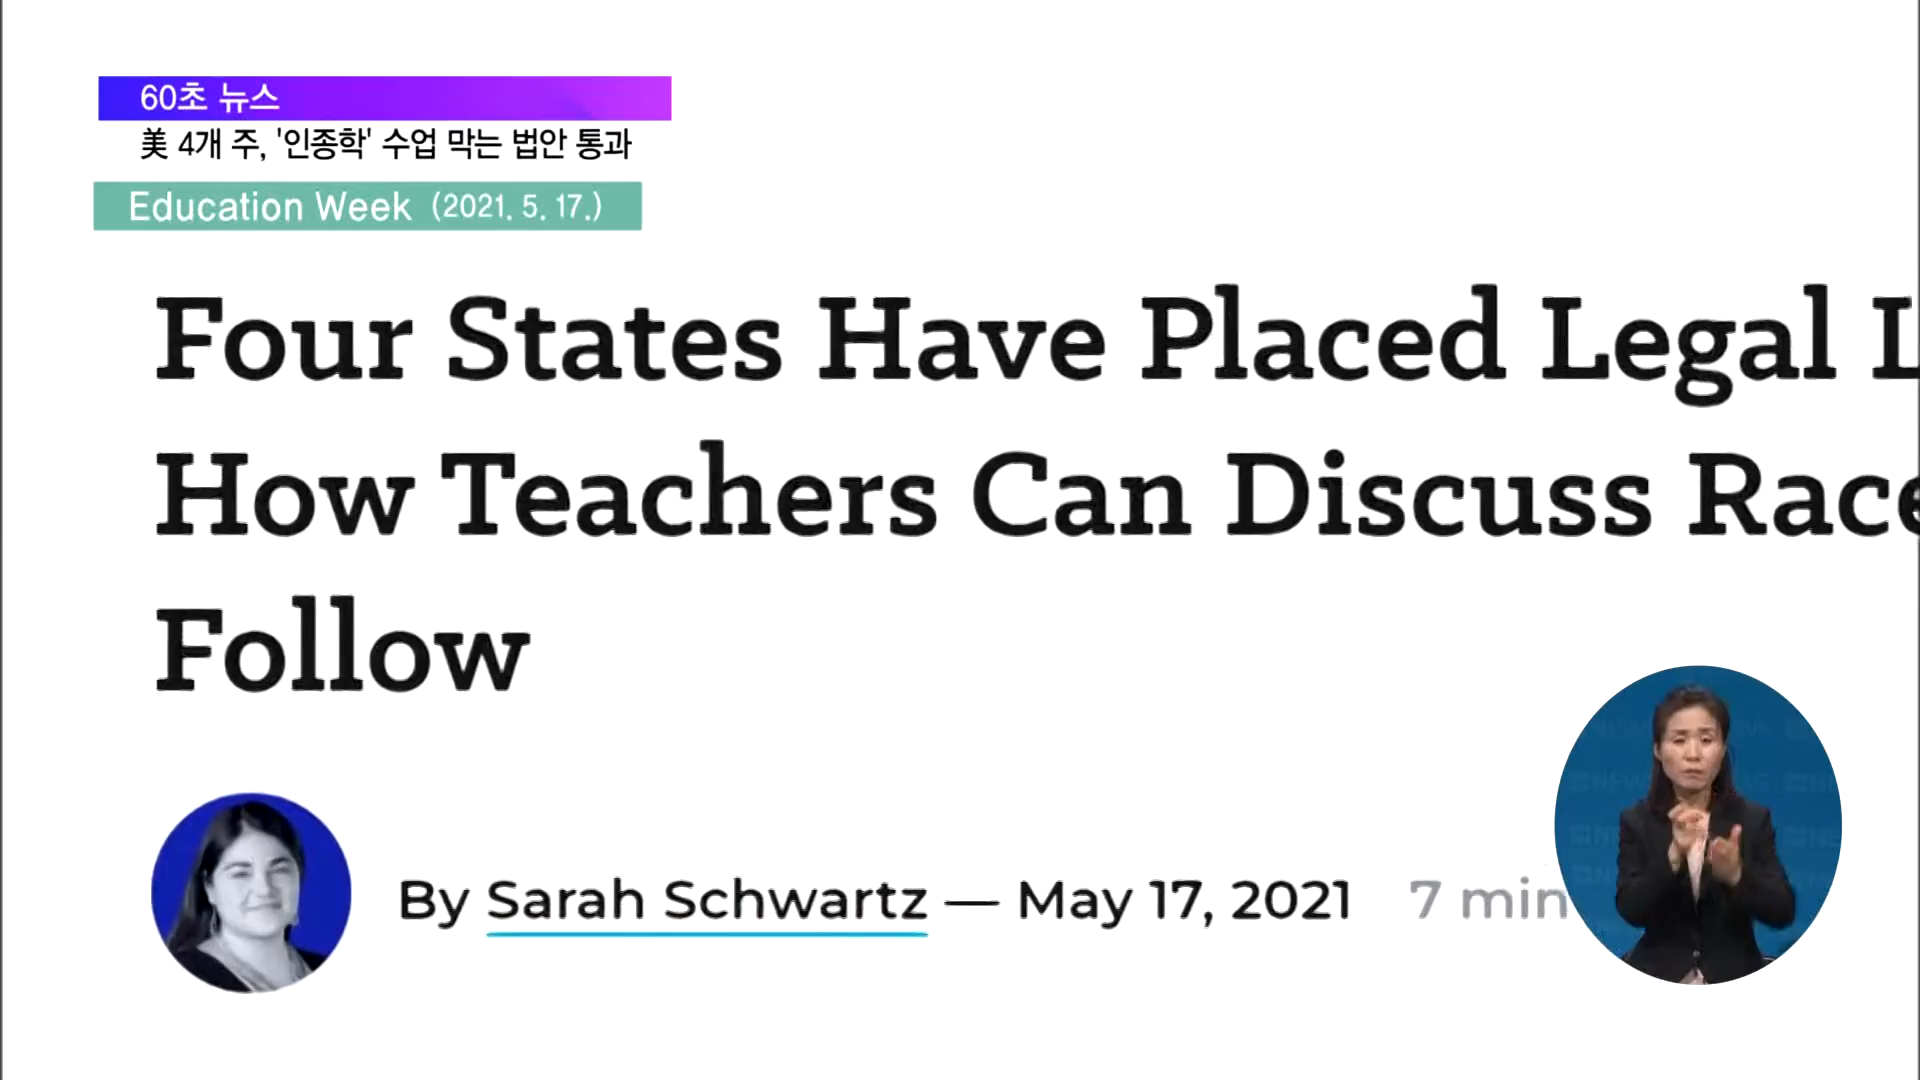 60초 뉴스
美 4개 주, '인종학' 수업 막는 법안 통과
Education Week (2021. 5. 17.)
Four States Have Placed Legal
How Teachers Can Discuss Race
Follow
By Sarah Schwartz — May 17, 2021 7 min